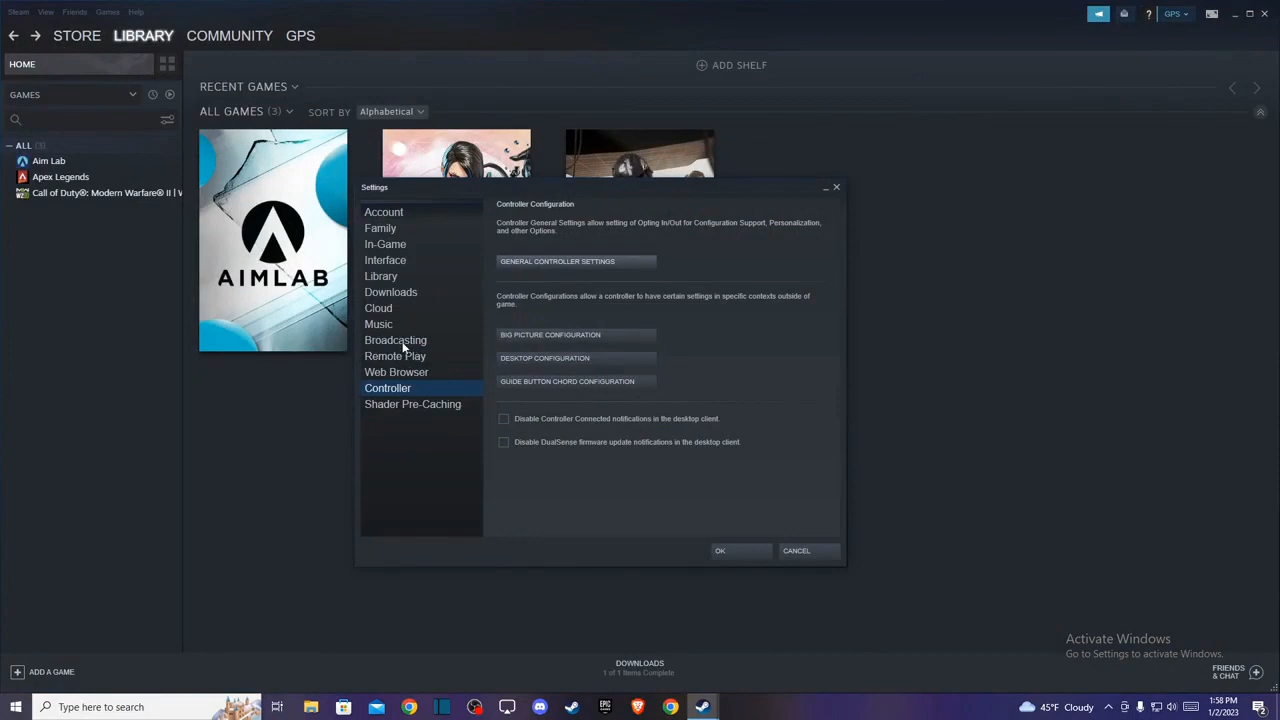 Steam View Friends Games Help
GPS
STORE LIBRARY COMMUNITY GPS
HOME
ADD SHELF
GAMES
RECENT GAMES
ALL GAMES (3) SORT BY Alphabetical
ALL (3)
Aim Lab
Apex Legends
Call of Duty®: Modern Warfare® II | W
AIMLAB
Settings
Account
Family
In-Game
Interface
Library
Downloads
Cloud
Music
Broadcasting
Remote Play
Web Browser
Controller
Shader Pre-Caching
Controller Configuration
Controller General Settings allow setting of Opting In/Out for Configuration Support, Personalization,
and other Options.
GENERAL CONTROLLER SETTINGS
Controller Configurations allow a controller to have certain settings in specific contexts outside of
game.
BIG PICTURE CONFIGURATION
DESKTOP CONFIGURATION
GUIDE BUTTON CHORD CONFIGURATION
Disable Controller Connected notifications in the desktop client.
Disable DualSense firmware update notifications in the desktop client.
OK CANCEL
Activate Windows
Go to Settings to activate Windows.
ADD A GAME
DOWNLOADS
1 of 1 Items Complete
FRIENDS
& CHAT
Type here to search
EPIC
GAMES
45°F Cloudy
1:58 PM
1/2/2023
2